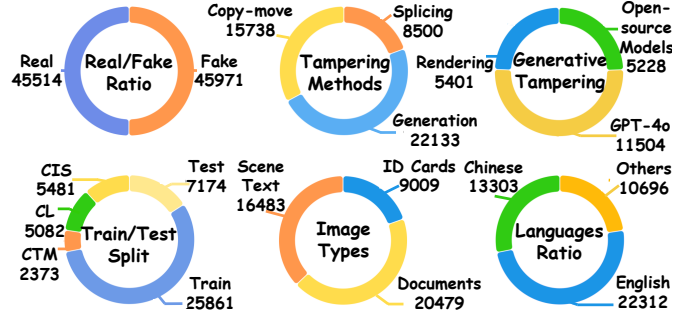 Real
45514
Real/Fake
Ratio
Fake
45971
Copy-move
15738
Splicing
8500
Tampering
Methods
Generation
22133
Rendering
5401
Generative
Tampering
Open-
source
Models
5228
GPT-4o
11504
CIS
5481
CL
5082
CTM
2373
Train/Test
Split
Test
7174
Train
25861
Scene
Text
16483
ID Cards
9009
Image
Types
Documents
20479
Chinese
13303
Others
10696
Languages
Ratio
English
22312